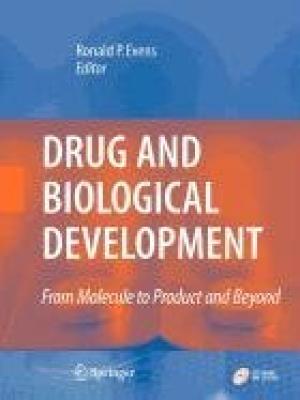 Ronald P. Evens
Editor
DRUG AND
BIOLOGICAL
DEVELOPMENT
From Molecule to Product and Beyond
Springer